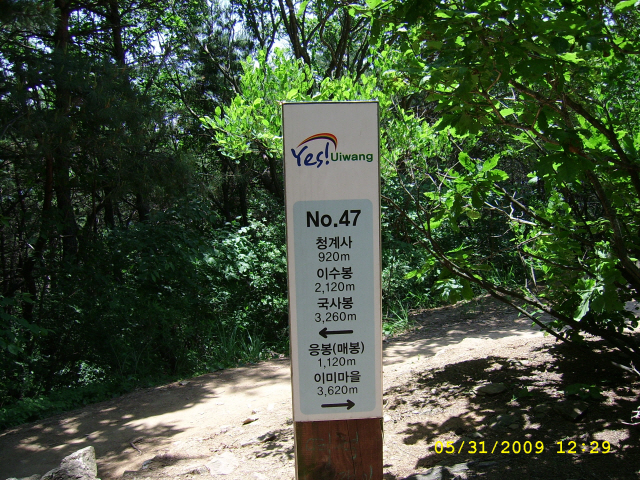 Yes! Uiwang
No.47
청계사
920m
이수봉
2,120m
국사봉
3,260m
←
응봉(매봉)
1,120m
이미마을
3,620m
→
05/31/2009 12:29